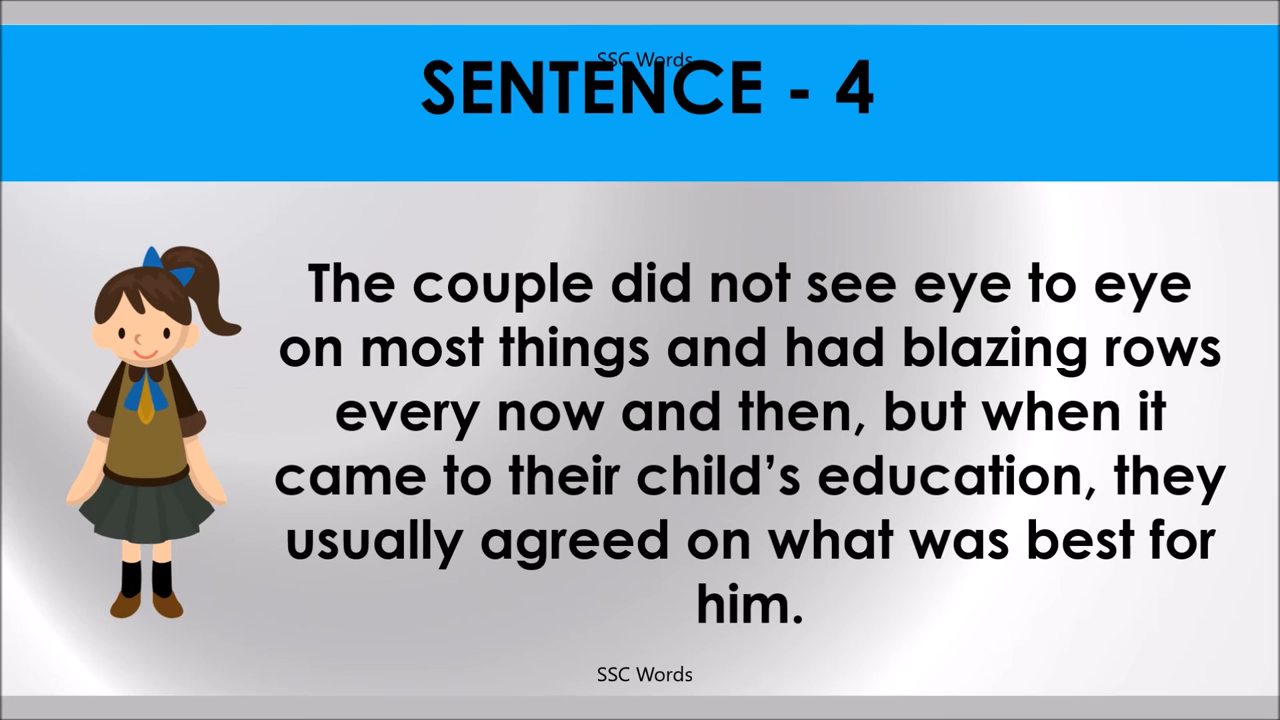 SSC Words
SENTENCE - 4
The couple did not see eye to eye
on most things and had blazing rows
every now and then, but when it
came to their child’s education, they
usually agreed on what was best for
him.
SSC Words